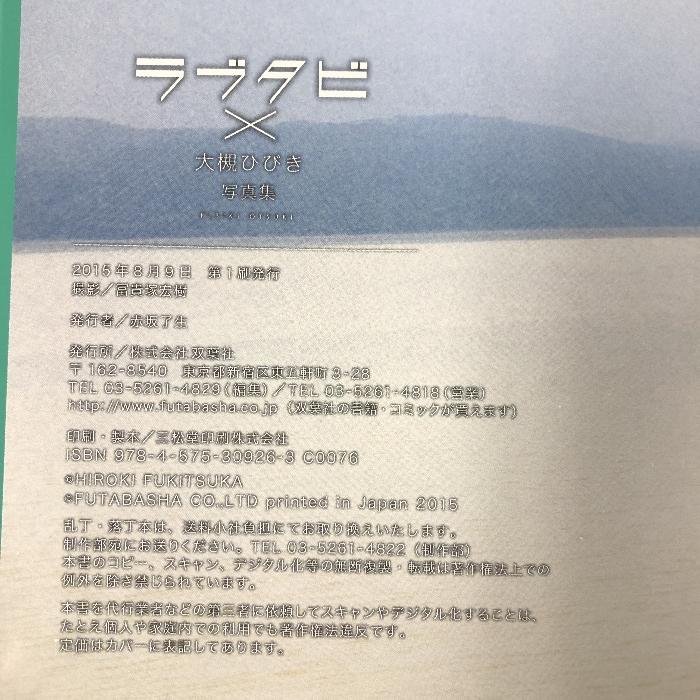 ラブタビ
×
大槻ひびき
写真集
2015年8月9日　第1刷発行
撮影／冨貴塚宏樹
発行者／赤坂了生
発行所／株式会社双葉社
〒162-8540　東京都新宿区東五軒町3-28
TEL 03-5261-4829（編集）／TEL 03-5261-4818（営業）
http://www.futabasha.co.jp（双葉社の書籍・コミックが買えます）
印刷・製本／三松堂印刷株式会社
ISBN 978-4-575-30926-3 C0076
©HIROKI FUKITSUKA
©FUTABASHA CO.,LTD printed in Japan 2015
乱丁・落丁本は、送料小社負担にてお取り換えいたします。
制作部宛にお送りください。TEL 03-5261-4822（制作部）
本書のコピー、スキャン、デジタル化等の無断複製・転載は著作権法上での
例外を除き禁じられています。
本書を代行業者などの第三者に依頼してスキャンやデジタル化することは、
たとえ個人や家庭内での利用でも著作権法違反です。
定価はカバーに表記してあります。